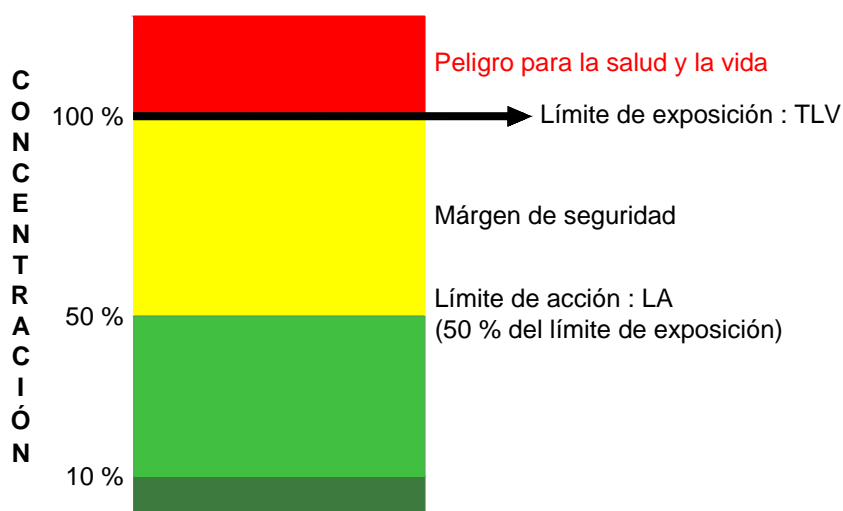 CONCENTRACIÓN
Peligro para la salud y la vida
100 %
Límite de exposición : TLV
Márgen de seguridad
50 %
Límite de acción : LA
(50 % del límite de exposición)
10 %